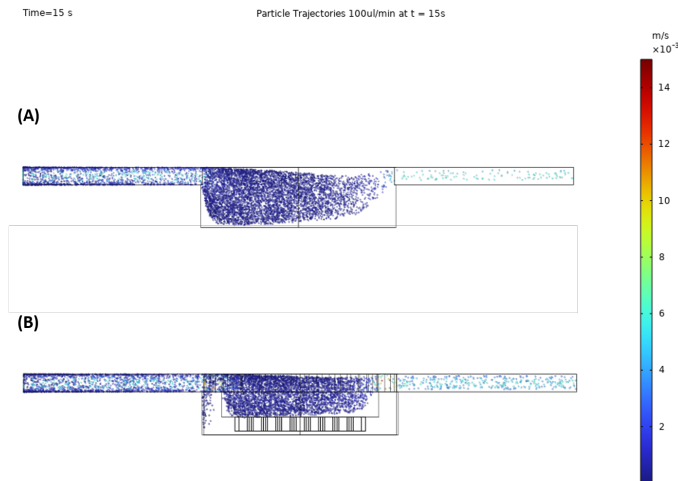 Time=15 s
Particle Trajectories 100ul/min at t = 15s
m/s
×10⁻³
14
(A)
12
10
8
6
(B)
4
2